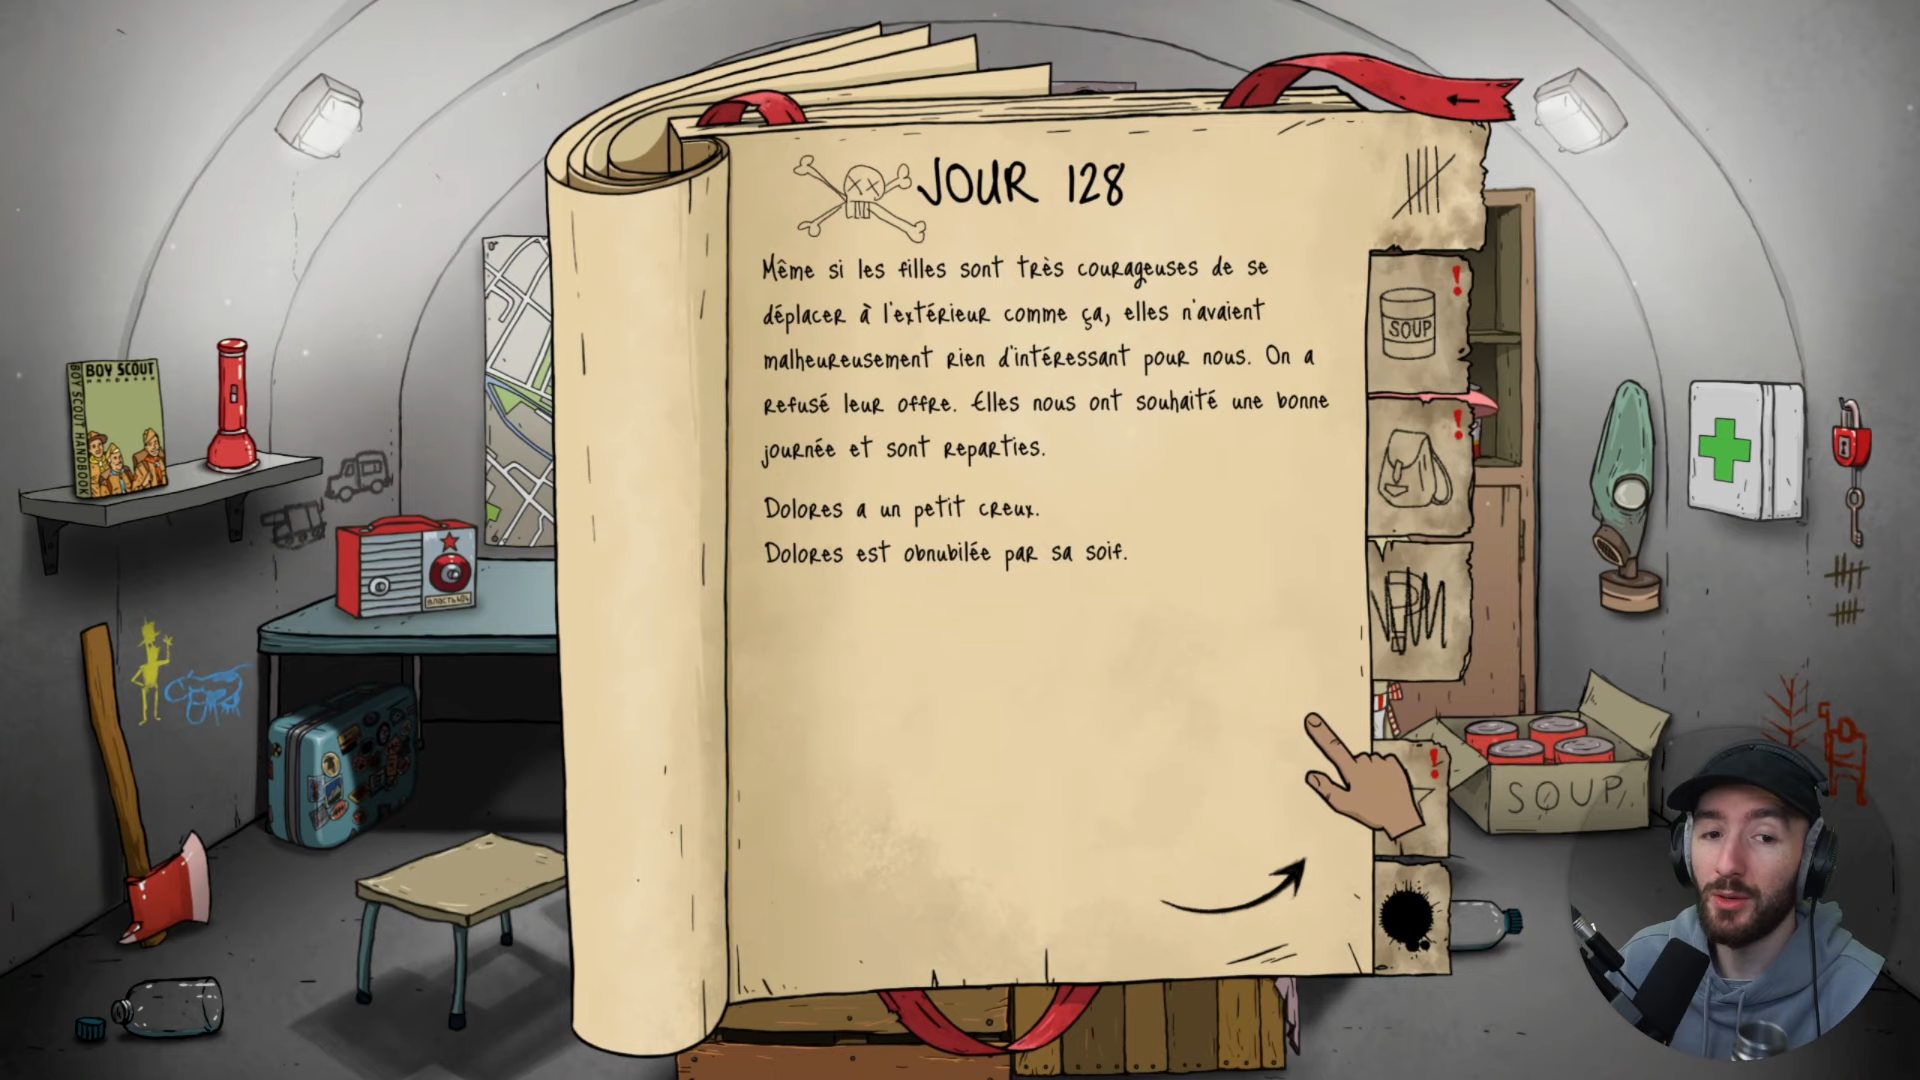 JOUR 128
Même si les filles sont très courageuses de se
déplacer à l'extérieur comme ça, elles n'avaient
malheureusement rien d'intéressant pour nous. On a
refusé leur offre. Elles nous ont souhaité une bonne
journée et sont reparties.
Dolores a un petit creux.
Dolores est obnubilée par sa soif.
BOY SCOUT
HANDBOOK
BOY SCOUT HANDBOOK
!
SOUP
!
!
SOUP